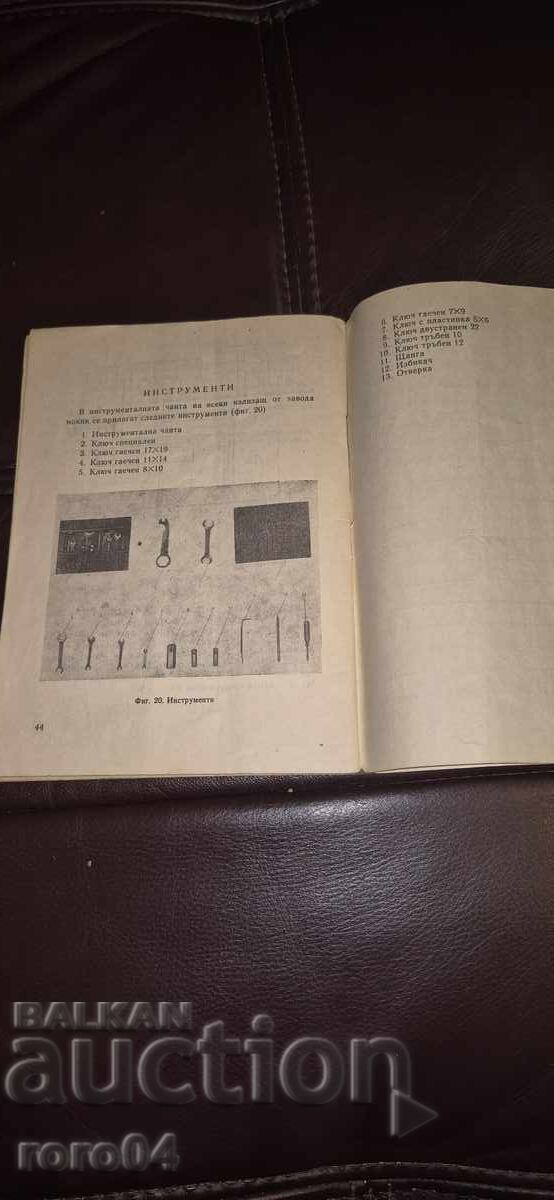 ИНСТРУМЕНТИ
В инструменталната чанта на всеки излизащ от завода
мокик се прилагат следните инструменти (фиг. 20)
1. Инструментална чанта
2. Ключ специален
3. Ключ гаечен 17×19
4. Ключ гаечен 11×14
5. Ключ гаечен 8×10
Фиг. 20. Инструменти
44
6. Ключ гаечен 7×9
7. Ключ с пластинка 5×6
8. Ключ двустранен 22
9. Ключ тръбен 10
10. Ключ тръбен 12
11. Щанга
12. Избикач
13. Отверка
BALKAN
auction
roro04